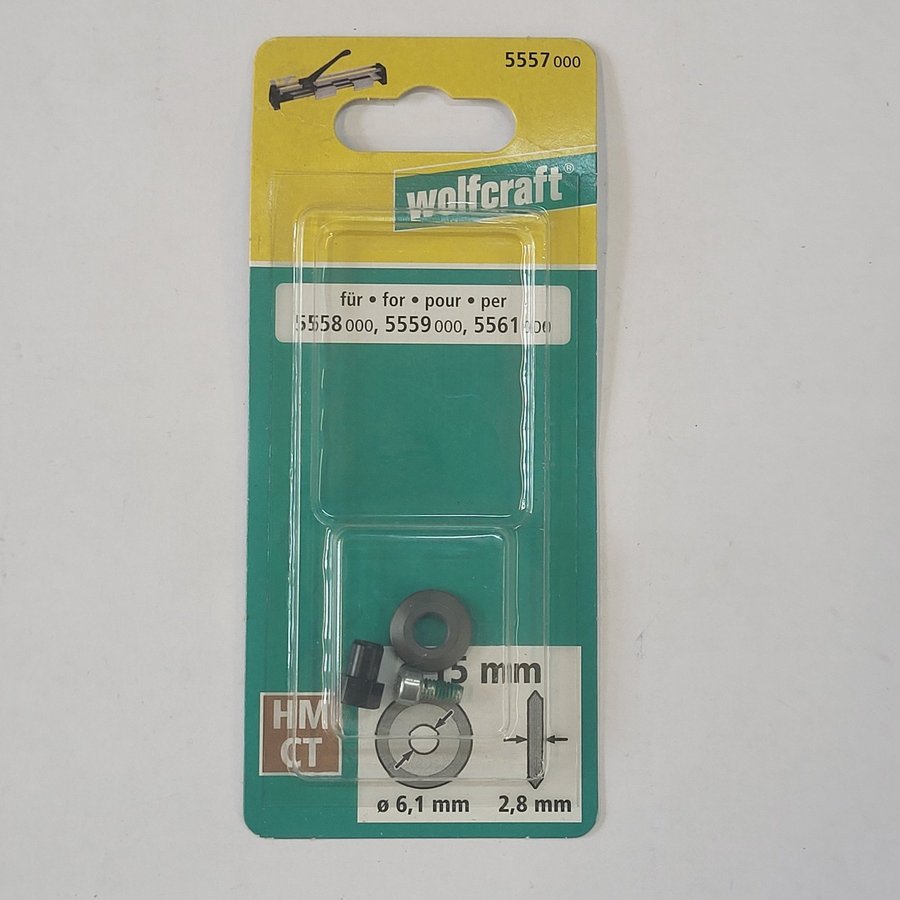 5557 000
wolfcraft®
für • for • pour • per
5558 000, 5559 000, 5561 000
5 mm
HM
CT
ø 6,1 mm 2,8 mm